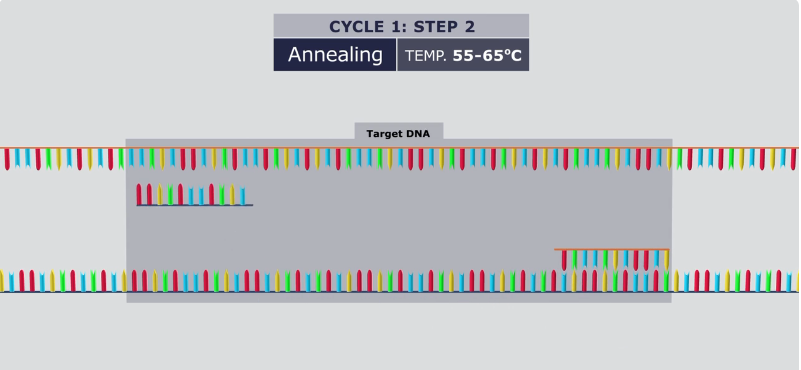 CYCLE 1: STEP 2
Annealing TEMP. 55-65°C
Target DNA